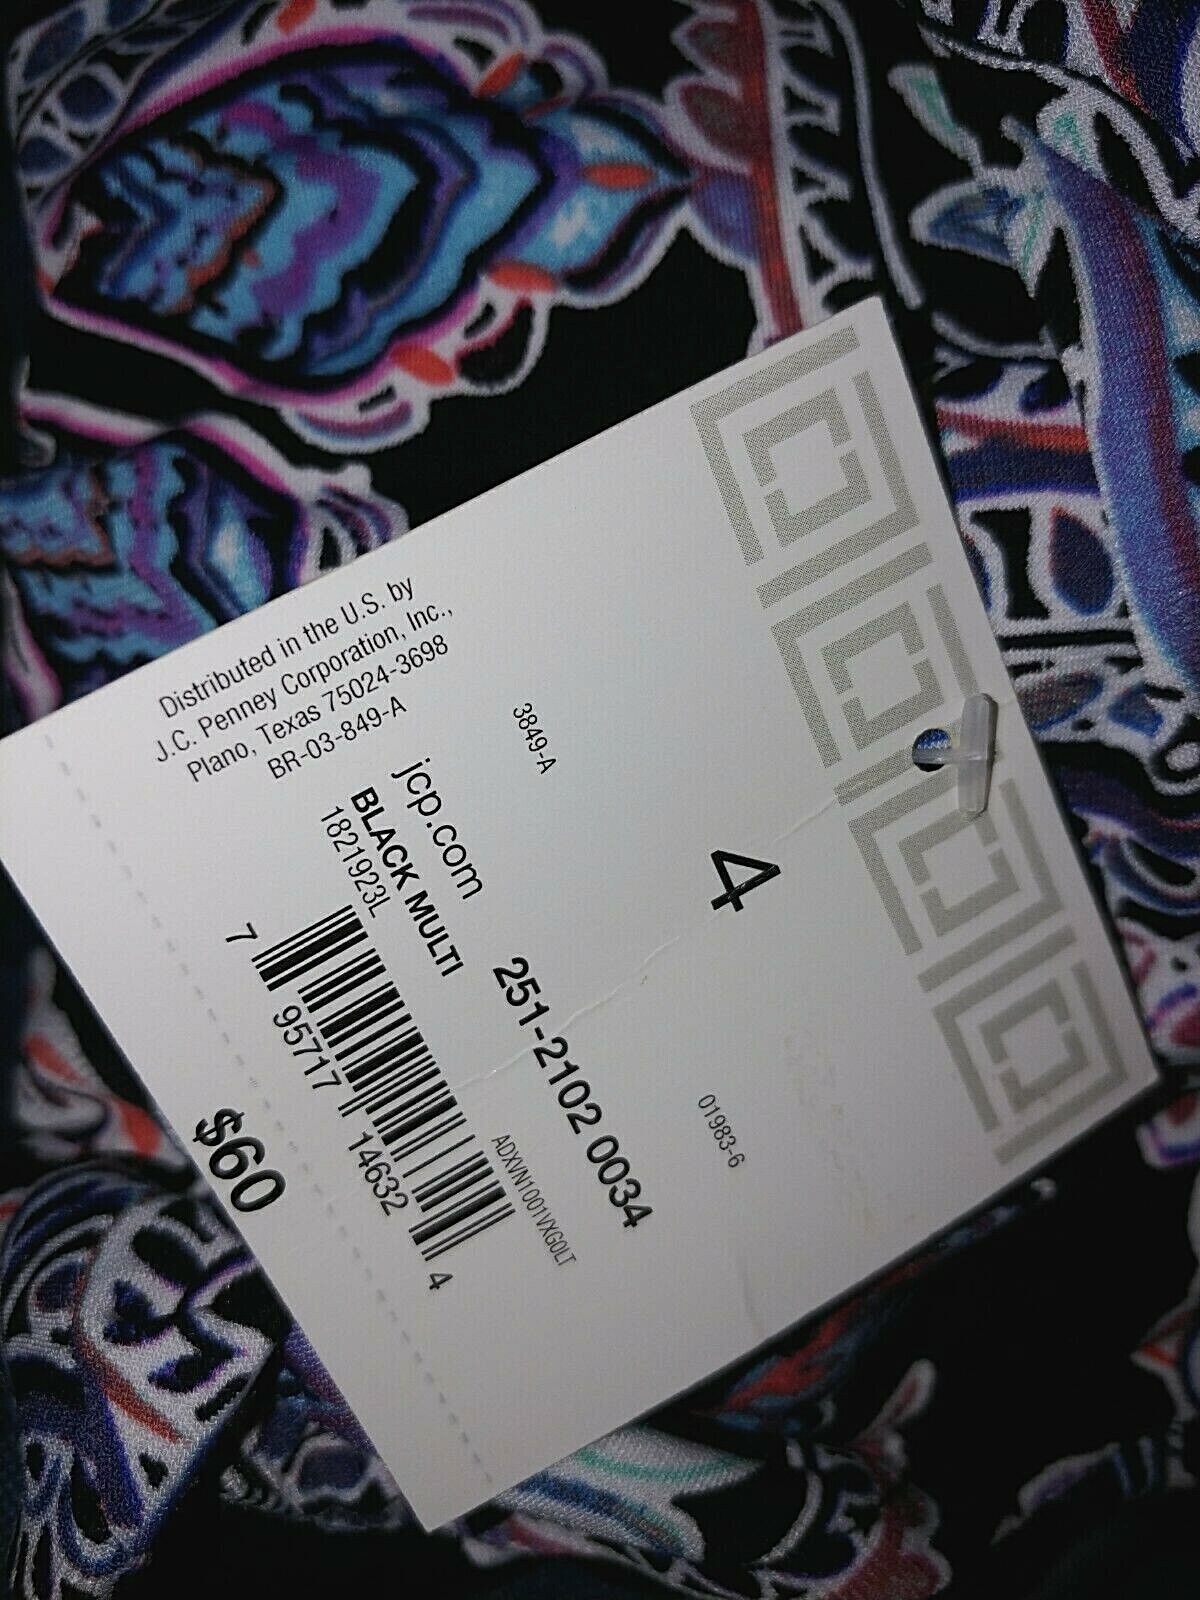 Distributed in the U.S. by
J.C. Penney Corporation, Inc.,
Plano, Texas 75024-3698
BR-03-849-A
3849-A
4
01983-6
jcp.com
251-2102 0034
BLACK MULTI
1821923L
ADXVN1001VXGOLT
7 95717 14632 4
$60